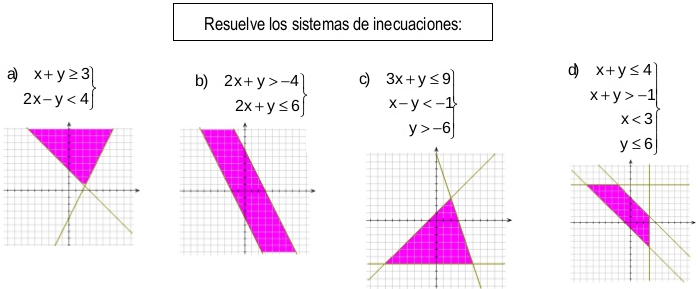 Resuelve los sistemas de inecuaciones:
a) x + y ≥ 3
2x − y < 4
b) 2x + y > −4
2x + y ≤ 6
c) 3x + y ≤ 9
x − y < −1
y > −6
d) x + y ≤ 4
x + y > −1
x < 3
y ≤ 6